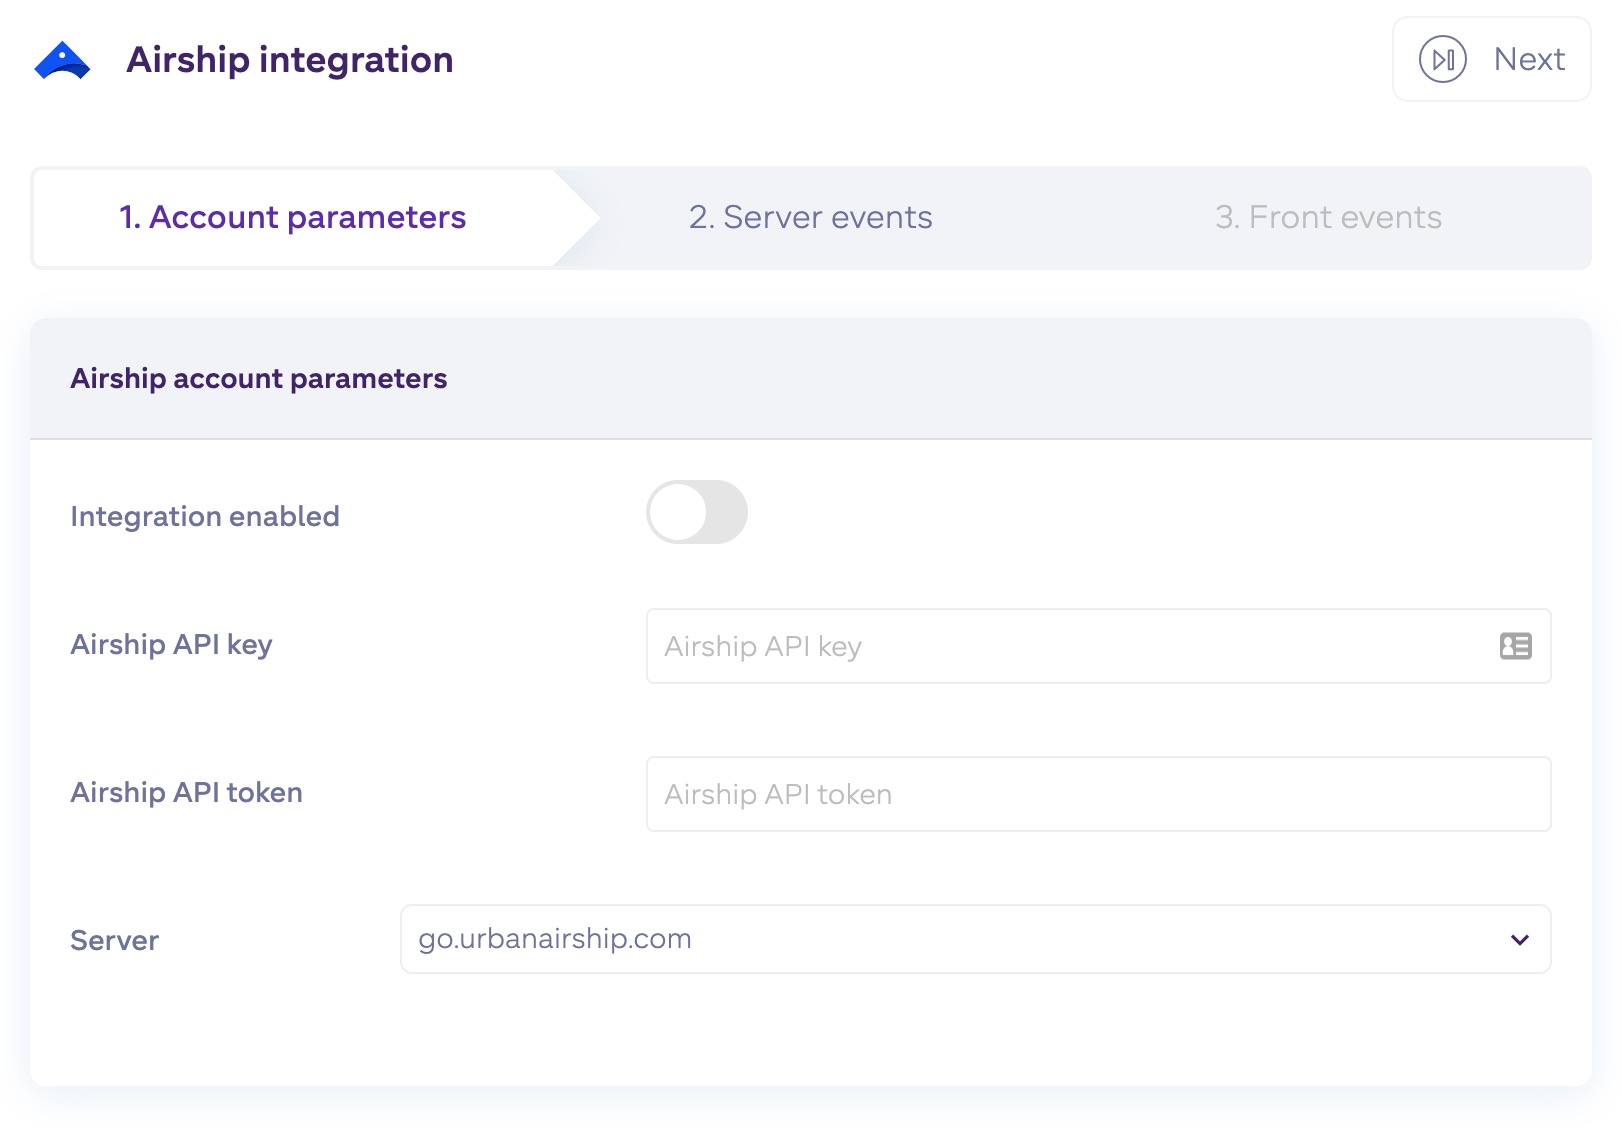 Airship integration
Next
1. Account parameters
2. Server events
3. Front events
Airship account parameters
Integration enabled
Airship API key
Airship API key
Airship API token
Airship API token
Server
go.urbanairship.com